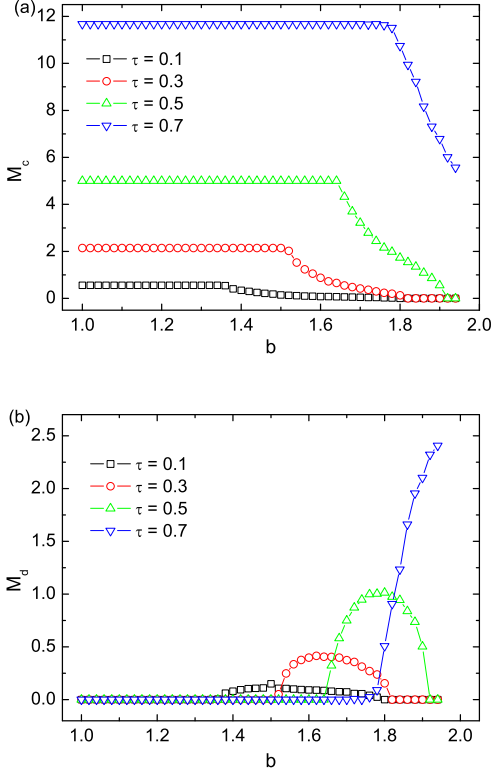 (a)
12
10
8
6
4
2
0
M_c
τ = 0.1
τ = 0.3
τ = 0.5
τ = 0.7
1.0 1.2 1.4 1.6 1.8 2.0
b
(b)
2.5
2.0
1.5
1.0
0.5
0.0
M_d
τ = 0.1
τ = 0.3
τ = 0.5
τ = 0.7
1.0 1.2 1.4 1.6 1.8 2.0
b